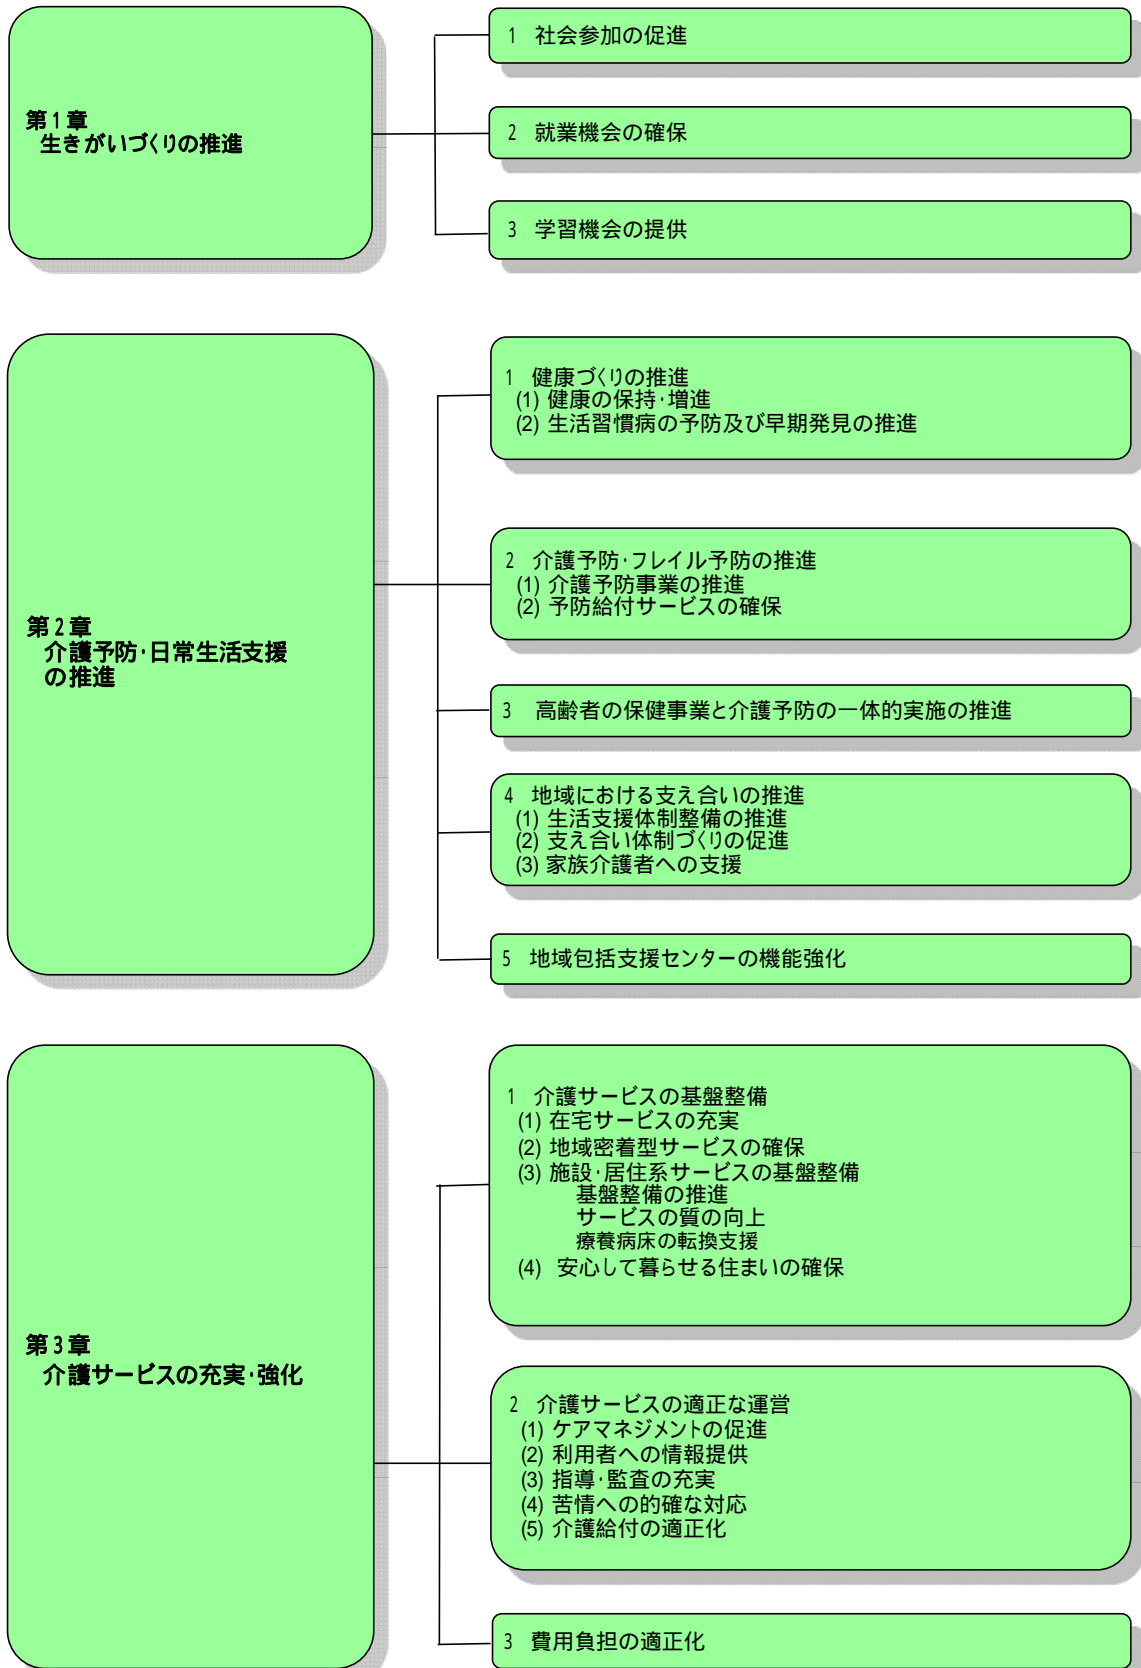 第1章
生きがいづくりの推進
1 社会参加の促進
2 就業機会の確保
3 学習機会の提供
第2章
介護予防・日常生活支援
の推進
1 健康づくりの推進
(1) 健康の保持・増進
(2) 生活習慣病の予防及び早期発見の推進
2 介護予防・フレイル予防の推進
(1) 介護予防事業の推進
(2) 予防給付サービスの確保
3 高齢者の保健事業と介護予防の一体的実施の推進
4 地域における支え合いの推進
(1) 生活支援体制整備の推進
(2) 支え合い体制づくりの促進
(3) 家族介護者への支援
5 地域包括支援センターの機能強化
第3章
介護サービスの充実・強化
1 介護サービスの基盤整備
(1) 在宅サービスの充実
(2) 地域密着型サービスの確保
(3) 施設・居住系サービスの基盤整備
基盤整備の推進
サービスの質の向上
療養病床の転換支援
(4) 安心して暮らせる住まいの確保
2 介護サービスの適正な運営
(1) ケアマネジメントの促進
(2) 利用者への情報提供
(3) 指導・監査の充実
(4) 苦情への的確な対応
(5) 介護給付の適正化
3 費用負担の適正化